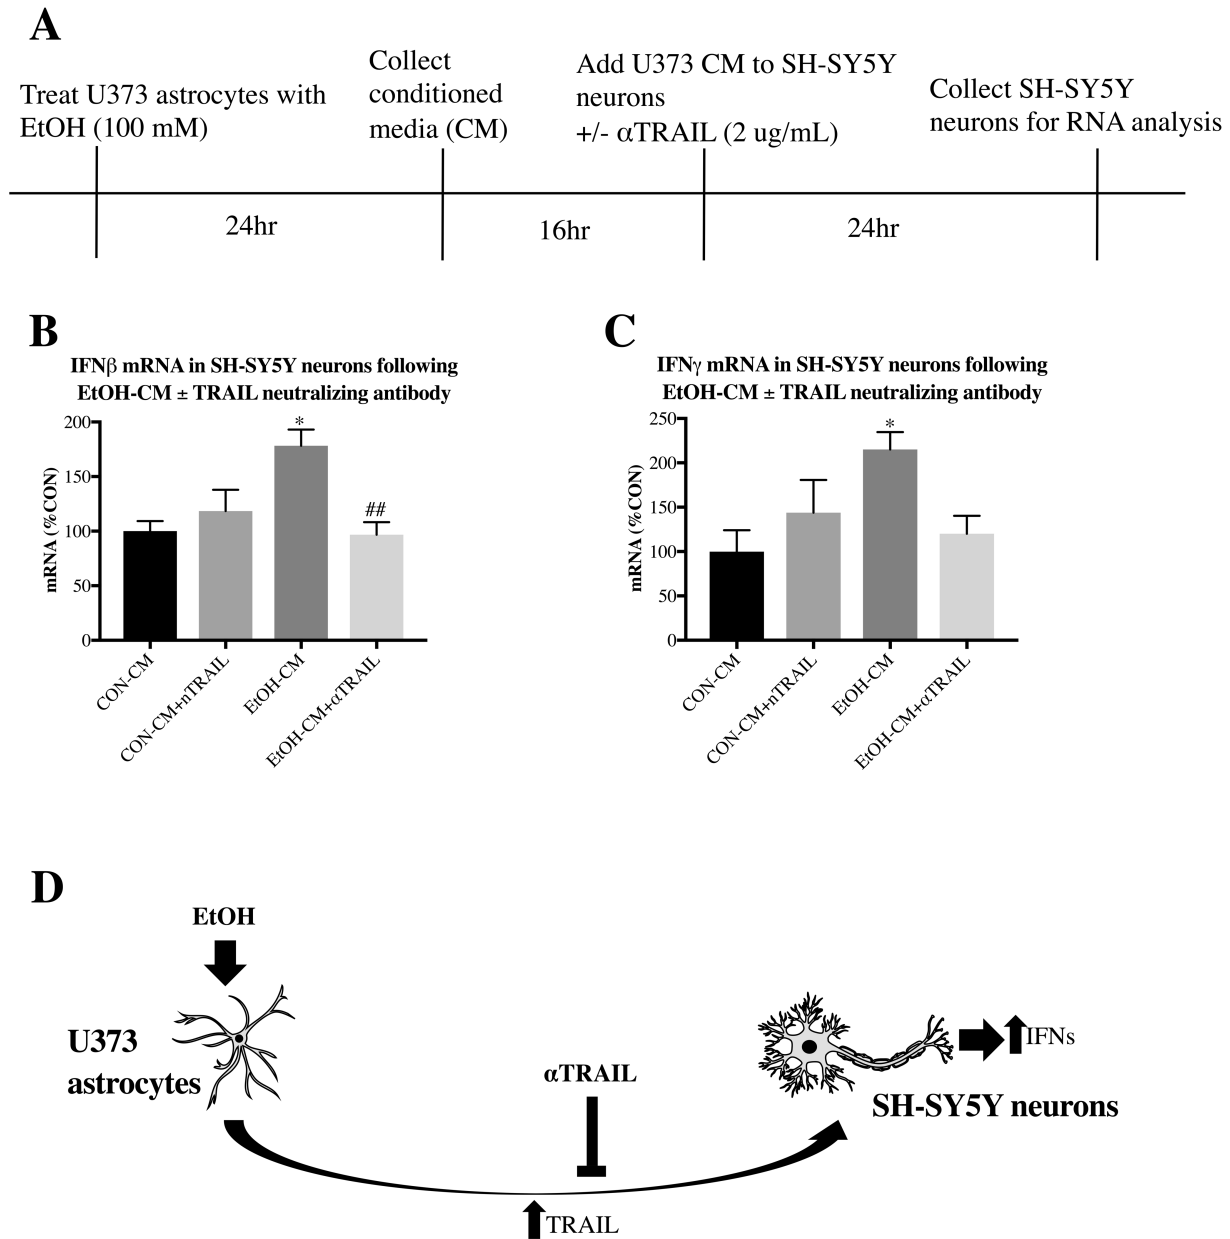 A
Treat U373 astrocytes with
EtOH (100 mM)
Collect
conditioned
media (CM)
Add U373 CM to SH-SY5Y
neurons
+/- αTRAIL (2 ug/mL)
Collect SH-SY5Y
neurons for RNA analysis
24hr
16hr
24hr
B
IFNβ mRNA in SH-SY5Y neurons following
EtOH-CM ± TRAIL neutralizing antibody
mRNA (%CON)
200
150
100
50
0
*
##
CON-CM
CON-CM+nTRAIL
EtOH-CM
EtOH-CM+αTRAIL
C
IFNγ mRNA in SH-SY5Y neurons following
EtOH-CM ± TRAIL neutralizing antibody
mRNA (%CON)
250
200
150
100
50
0
*
CON-CM
CON-CM+nTRAIL
EtOH-CM
EtOH-CM+αTRAIL
D
EtOH
U373
astrocytes
αTRAIL
TRAIL
IFNs
SH-SY5Y neurons